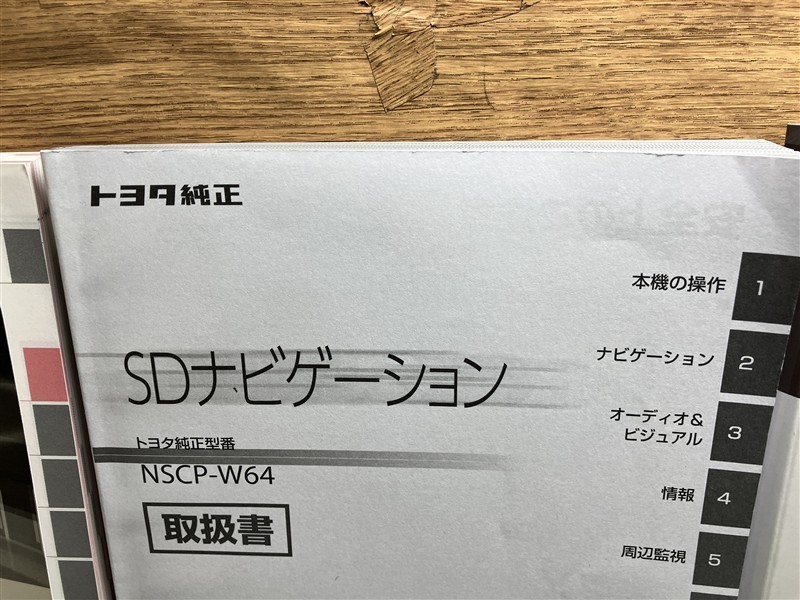 トヨタ純正
本機の操作 1
ナビゲーション 2
オーディオ&
ビジュアル 3
情報 4
周辺監視 5
SDナビゲーション
トヨタ純正型番
NSCP-W64
取扱書